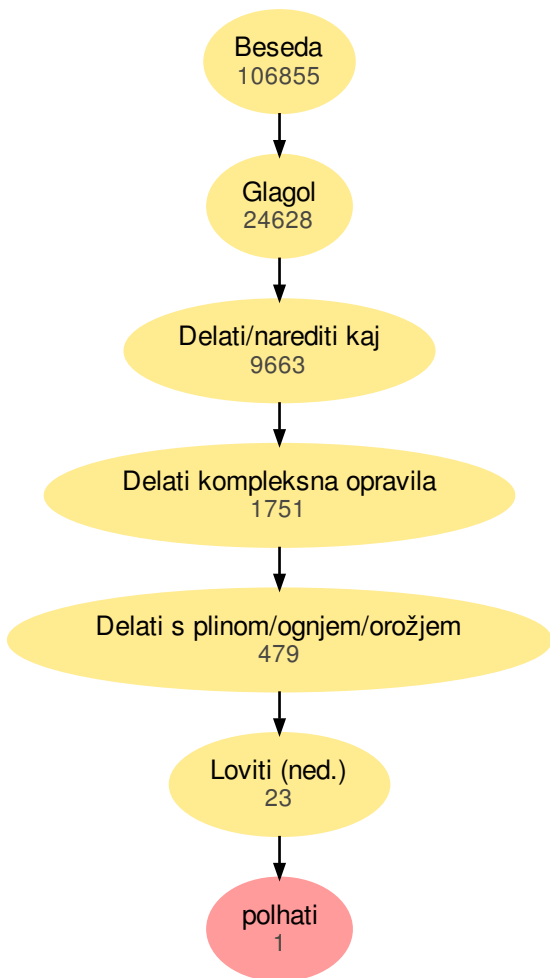 Beseda
106855
Glagol
24628
Delati/narediti kaj
9663
Delati kompleksna opravila
1751
Delati s plinom/ognjem/orožjem
479
Loviti (ned.)
23
polhati
1